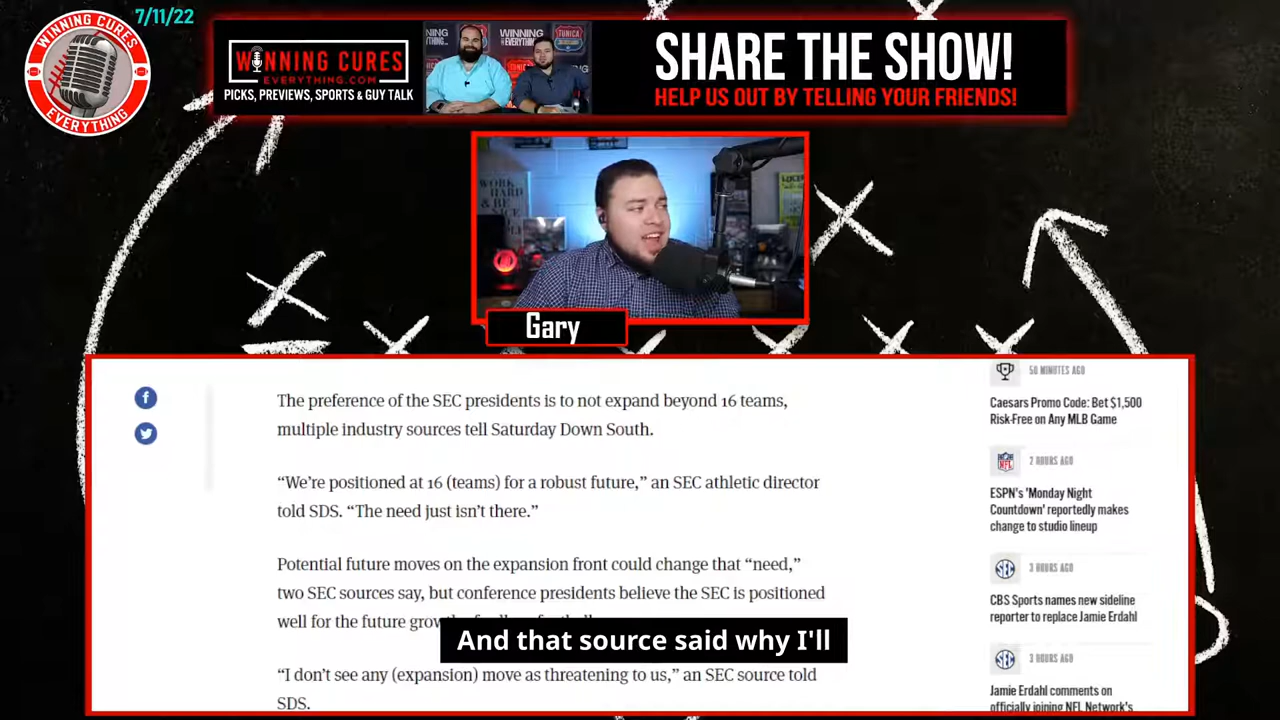 7/11/22
WINNING CURES
EVERYTHING
WINNING CURES
EVERYTHING.COM
PICKS, PREVIEWS, SPORTS & GUY TALK
SHARE THE SHOW!
HELP US OUT BY TELLING YOUR FRIENDS!
WORK
HARD
& BE
Gary
The preference of the SEC presidents is to not expand beyond 16 teams,
multiple industry sources tell Saturday Down South.
“We’re positioned at 16 (teams) for a robust future,” an SEC athletic director
told SDS. “The need just isn’t there.”
Potential future moves on the expansion front could change that “need,”
two SEC sources say, but conference presidents believe the SEC is positioned
well for the future
And that source said why I'll
“I don’t see any (expansion) move as threatening to us,” an SEC source told
SDS.
50 MINUTES AGO
Caesars Promo Code: Bet $1,500
Risk-Free on Any MLB Game
2 HOURS AGO
ESPN's 'Monday Night
Countdown' reportedly makes
change to studio lineup
SEC
3 HOURS AGO
CBS Sports names new sideline
reporter to replace Jamie Erdahl
SEC
3 HOURS AGO
Jamie Erdahl comments on
officially joining NFL Network's